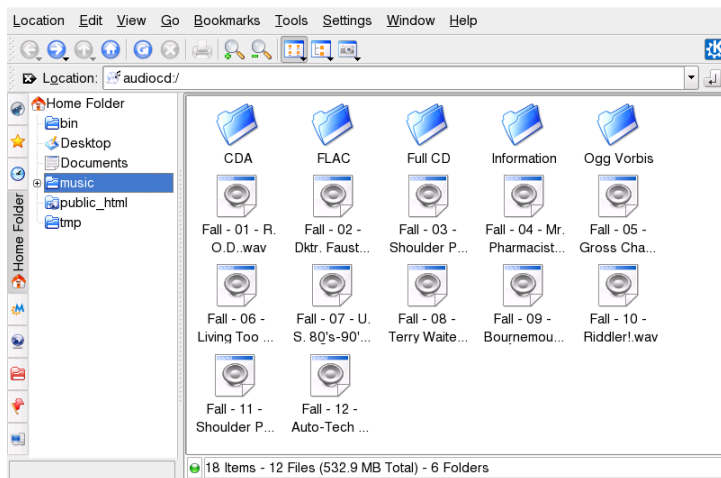 Location Edit View Go Bookmarks Tools Settings Window Help
Location: audiocd:/
Home Folder
bin
Desktop
Documents
music
public_html
tmp
Home Folder
CDA FLAC Full CD Information Ogg Vorbis
Fall - 01 - R. Fall - 02 - Fall - 03 - Fall - 04 - Mr. Fall - 05 -
O.D..wav Dktr. Faust... Shoulder P... Pharmacist... Gross Cha...
Fall - 06 - Fall - 07 - U. Fall - 08 - Fall - 09 - Fall - 10 -
Living Too ... S. 80's-90'... Terry Waite... Bournemou... Riddler!.wav
Fall - 11 - Fall - 12 -
Shoulder P... Auto-Tech ...
18 Items - 12 Files (532.9 MB Total) - 6 Folders